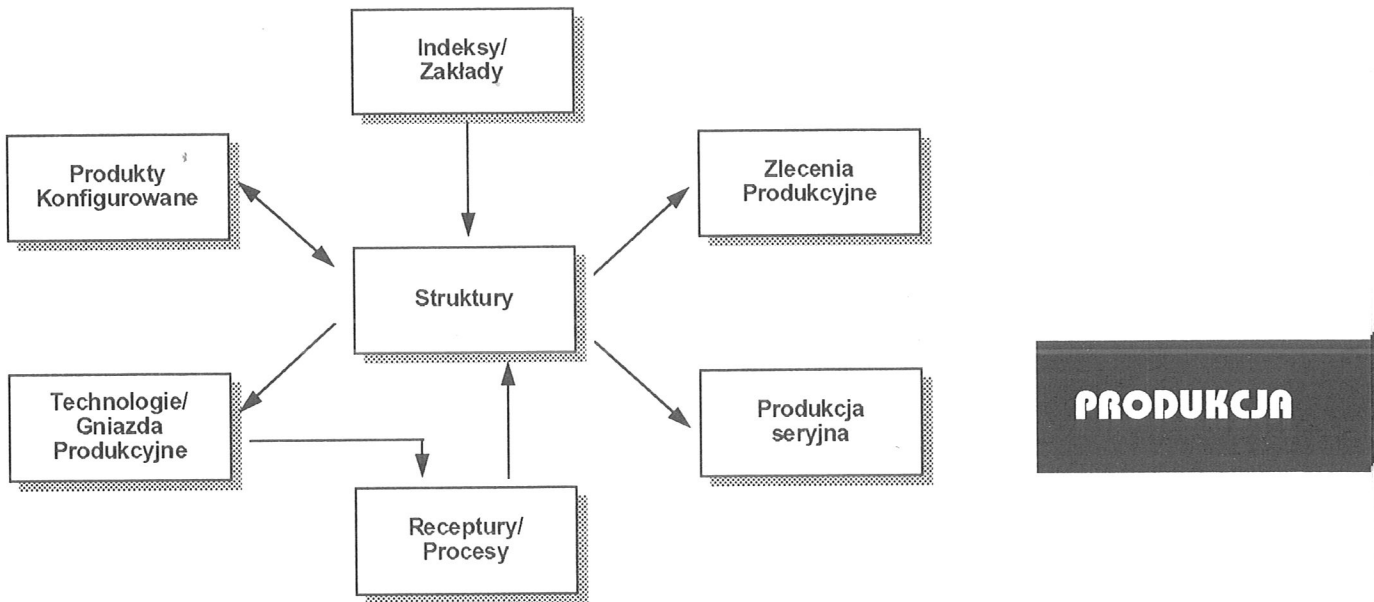 Indeksy/
Zakłady
Produkty
Konfigurowane
Zlecenia
Produkcyjne
Struktury
Technologie/
Gniazda
Produkcyjne
Produkcja
seryjna
PRODUKCJA
Receptury/
Procesy